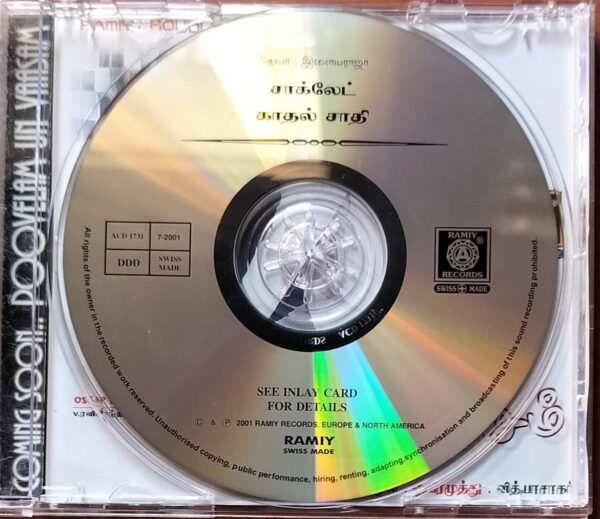 RAMIY
COMING SOON... POOVELAM UN VAASAM
தேவா . இளையராஜா
சாக்லேட்
காதல் சாதி
ACD 1731
7-2001
DDD
SWISS MADE
RAMIY
RECORDS
SWISS MADE
SEE INLAY CARD
FOR DETAILS
© & ℗ 2001 RAMIY RECORDS. EUROPE & NORTH AMERICA
RAMIY
SWISS MADE
All rights of the owner in the recorded work reserved. Unauthorised copying, public performance, hiring, renting, adapting, synchronisation and broadcasting of this sound recording prohibited.
வித்யாசாகர்